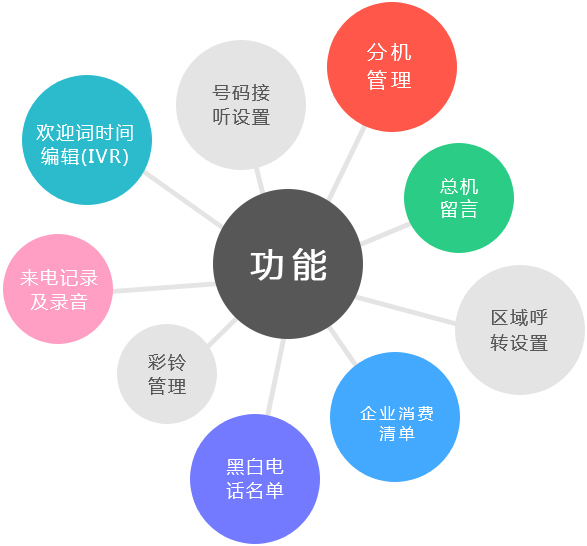 分机
管理
号码接
听设置
欢迎词时间
编辑(IVR)
总机
留言
功能
来电记录
及录音
区域呼
转设置
彩铃
管理
企业消费
清单
黑白电
话名单